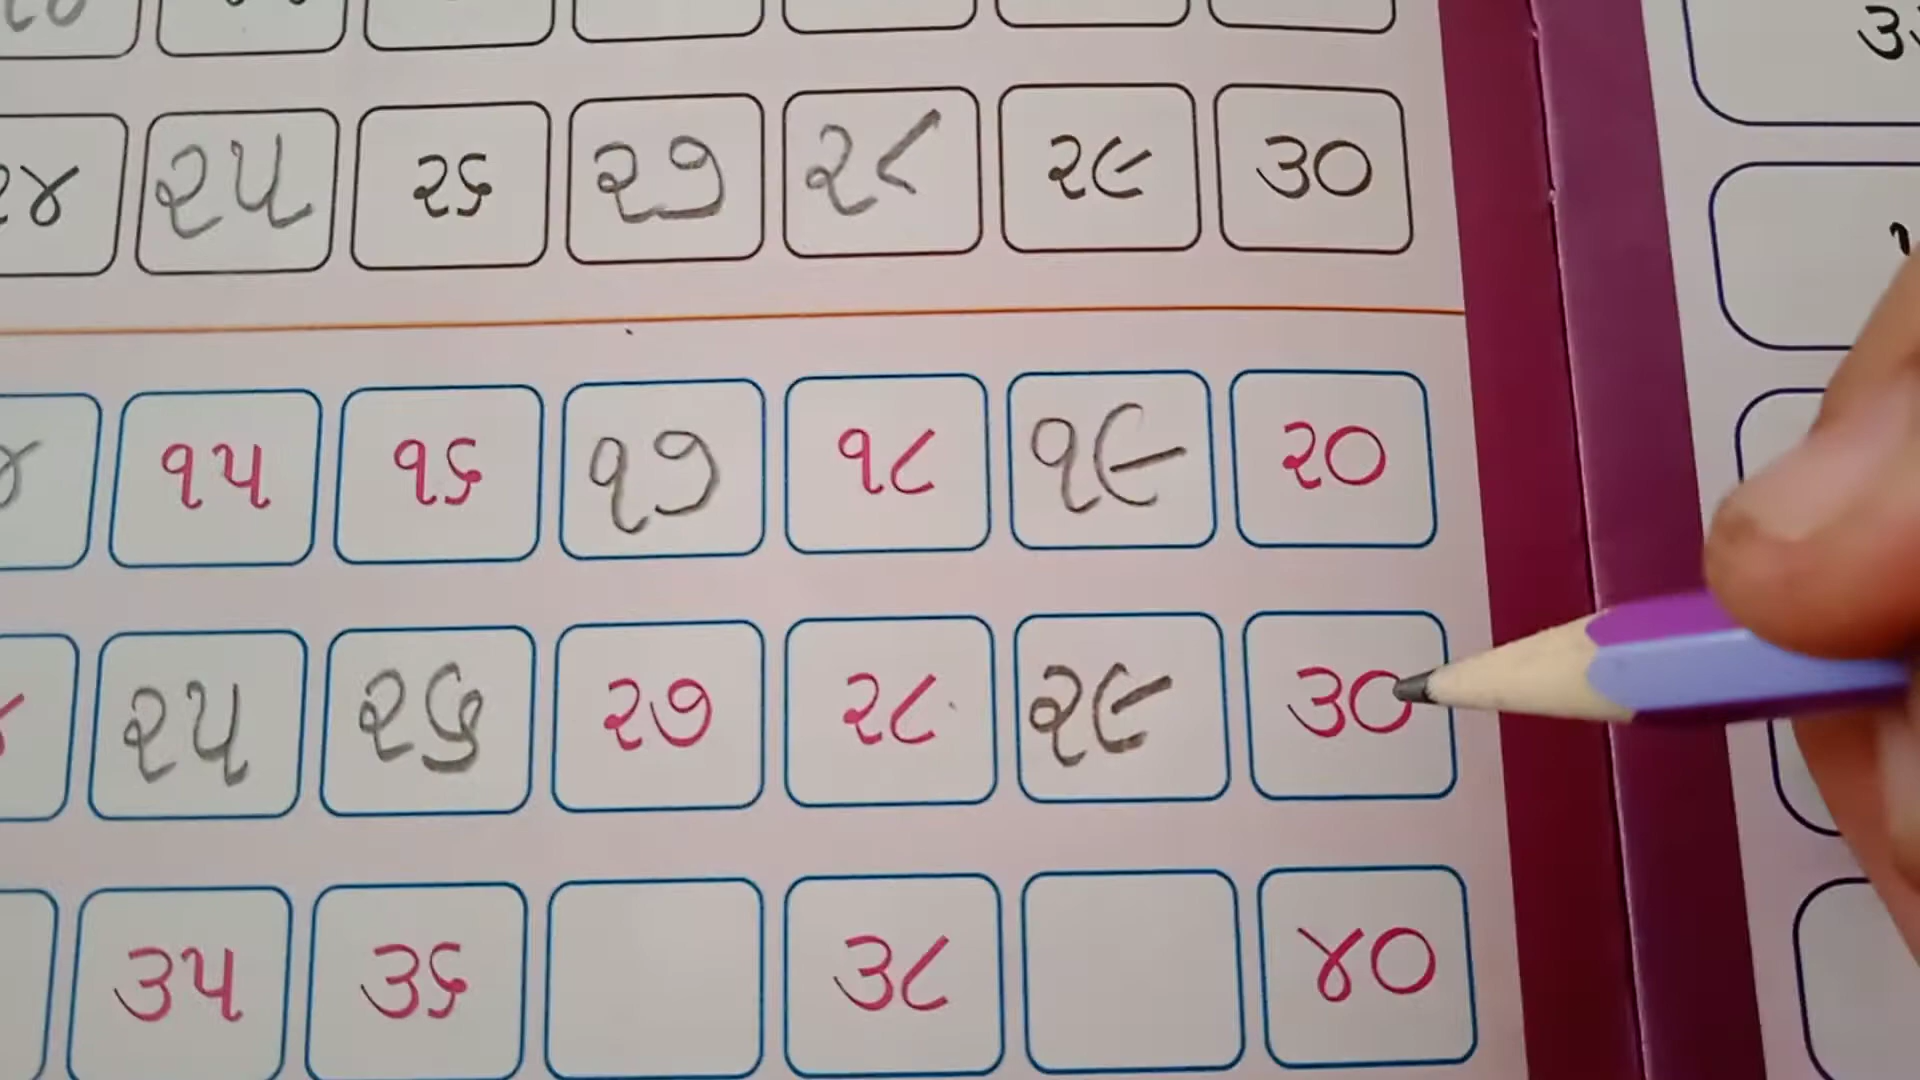 ૨૪ ૨૫ ૨૬ ૨૭ ૨૮ ૨૯ ૩૦
૧૫ ૧૬ ૧૭ ૧૮ ૧૯ ૨૦
૨૫ ૨૬ ૨૭ ૨૮ ૨૯ ૩૦
૩૫ ૩૬ ૩૮ ૪૦